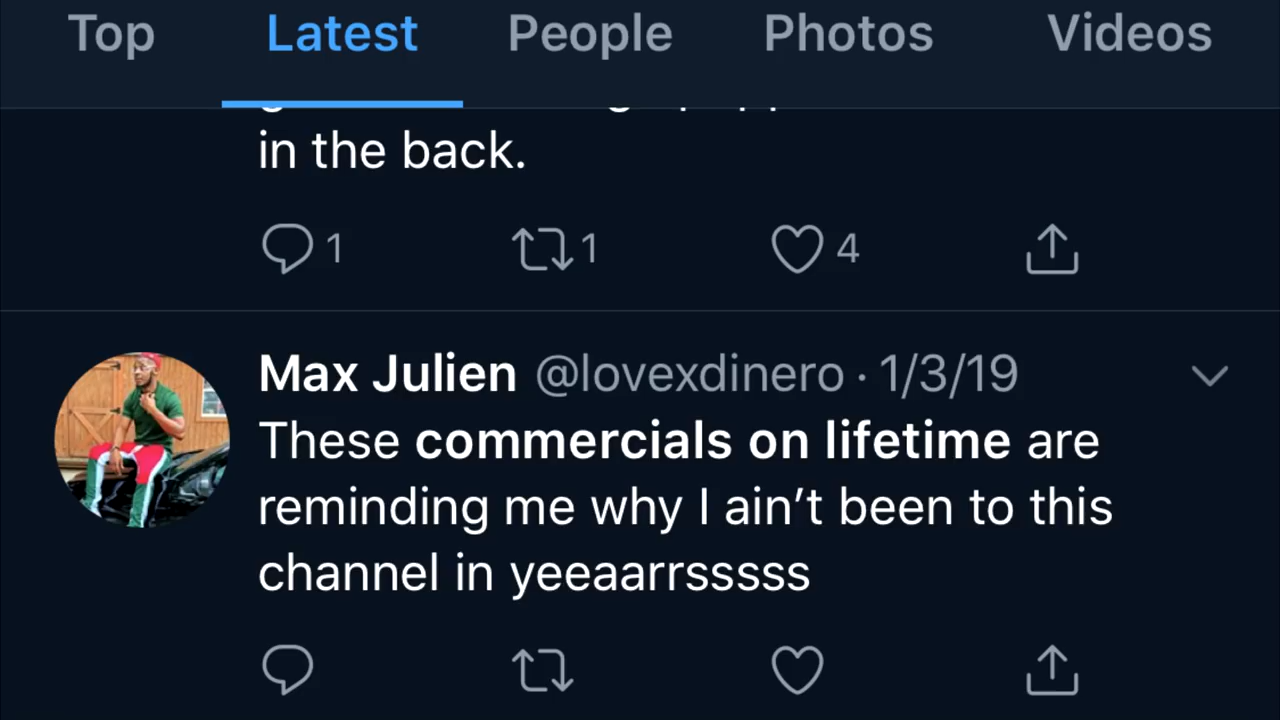 Top Latest People Photos Videos
in the back.
1 1 4
Max Julien @lovexdinero · 1/3/19
These commercials on lifetime are
reminding me why I ain’t been to this
channel in yeeaarrsssss